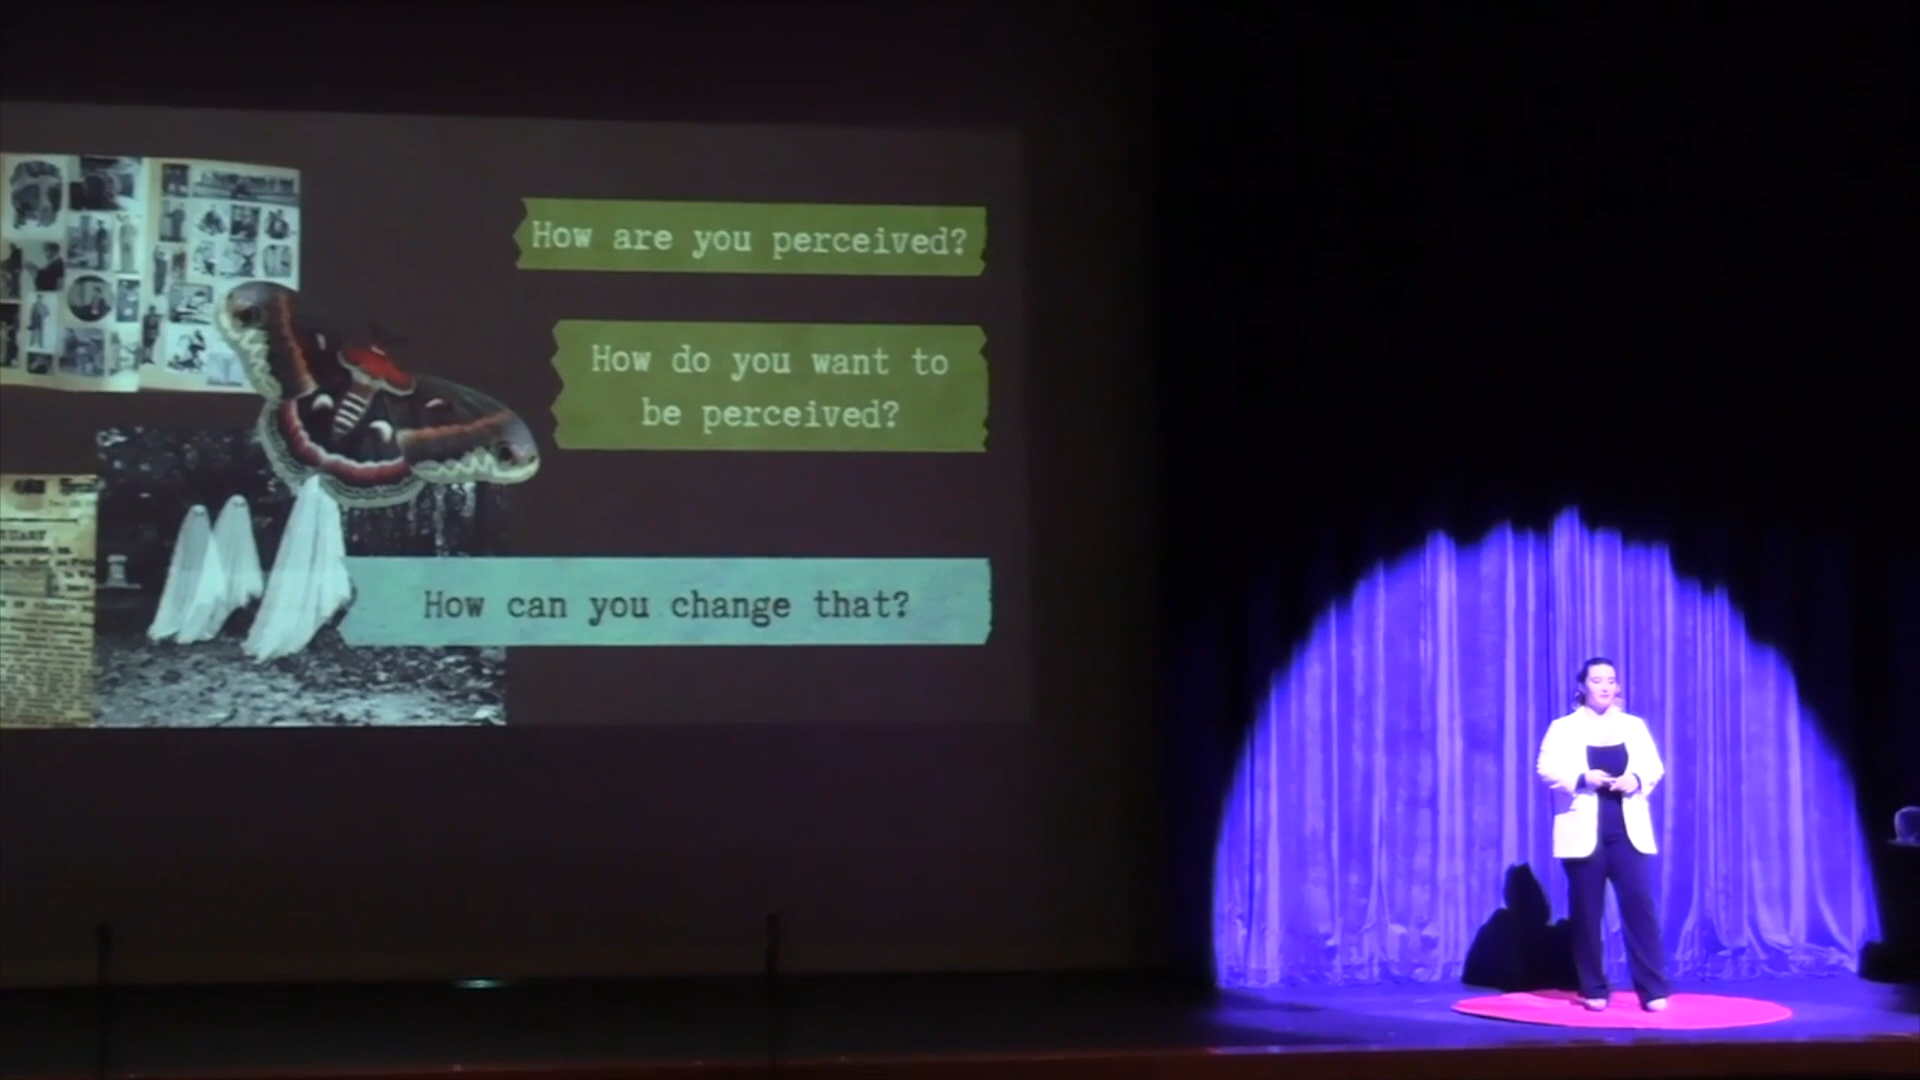 How are you perceived?
How do you want to
be perceived?
How can you change that?